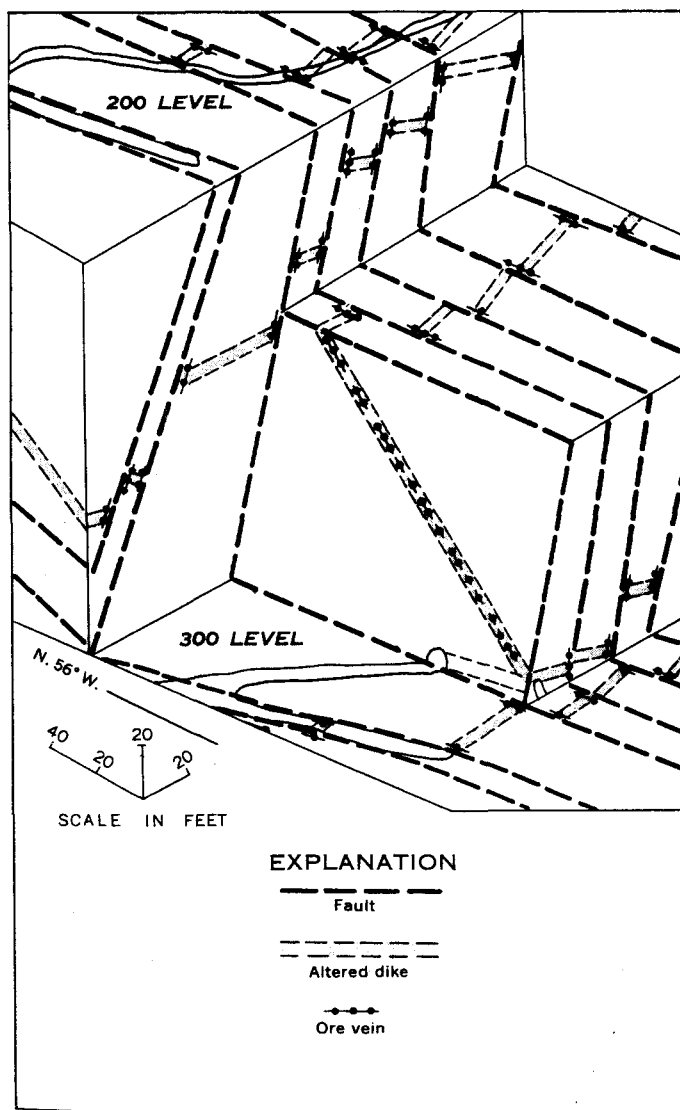 200 LEVEL
300 LEVEL
N. 56° W.
40 20 20 20
SCALE IN FEET
EXPLANATION
Fault
Altered dike
Ore vein